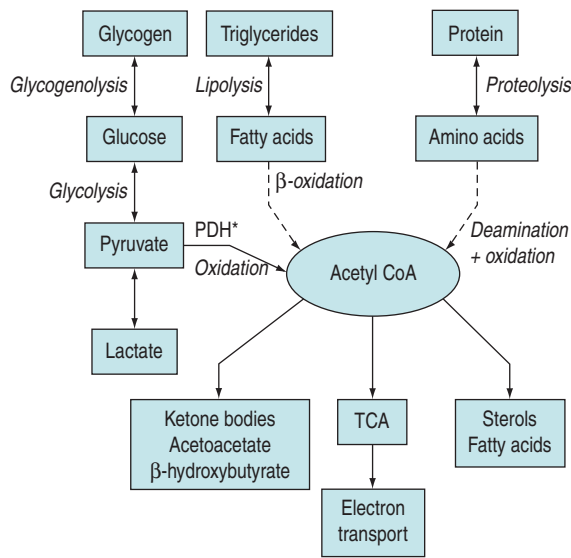 Glycogen
Triglycerides
Protein
Glycogenolysis
Lipolysis
Proteolysis
Glucose
Fatty acids
Amino acids
Glycolysis
β-oxidation
Pyruvate
PDH*
Oxidation
Deamination
+ oxidation
Acetyl CoA
Lactate
Ketone bodies
Acetoacetate
β-hydroxybutyrate
TCA
Sterols
Fatty acids
Electron
transport